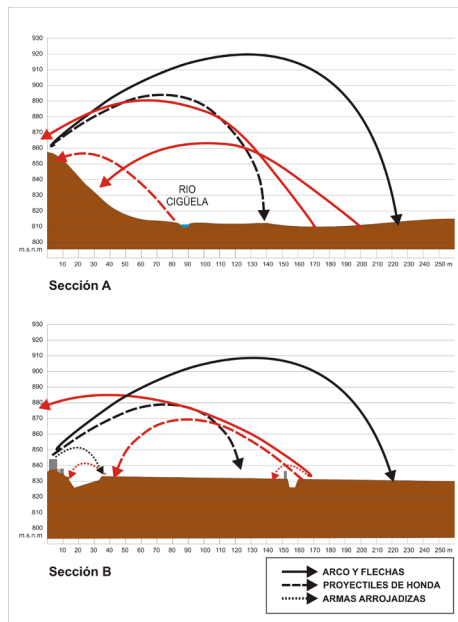 930
920
910
900
890
880
870
860
850
840
830
820
810
800
m.s.n.m
RIO
CIGÜELA
10 20 30 40 50 60 70 80 90 100 110 120 130 140 150 160 170 180 190 200 210 220 230 240 250 m
Sección A
930
920
910
900
890
880
870
860
850
840
830
820
810
800
m.s.n.m
10 20 30 40 50 60 70 80 90 100 110 120 130 140 150 160 170 180 190 200 210 220 230 240 250 m
Sección B
ARCO Y FLECHAS
PROYECTILES DE HONDA
ARMAS ARROJADIZAS